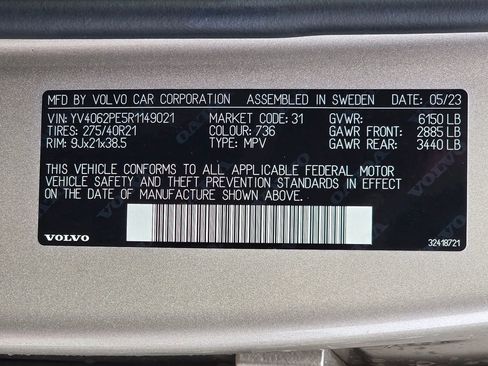 MFD BY VOLVO CAR CORPORATION ASSEMBLED IN SWEDEN DATE: 05/23
VIN: YV4062PE5R1149021 MARKET CODE: 31 GVWR: 6150 LB
TIRES: 275/40R21 COLOUR: 736 GAWR FRONT: 2885 LB
RIM: 9Jx21x38.5 TYPE: MPV GAWR REAR: 3440 LB
THIS VEHICLE CONFORMS TO ALL APPLICABLE FEDERAL MOTOR
VEHICLE SAFETY AND THEFT PREVENTION STANDARDS IN EFFECT
ON THE DATE OF MANUFACTURE SHOWN ABOVE.
VOLVO 32418721